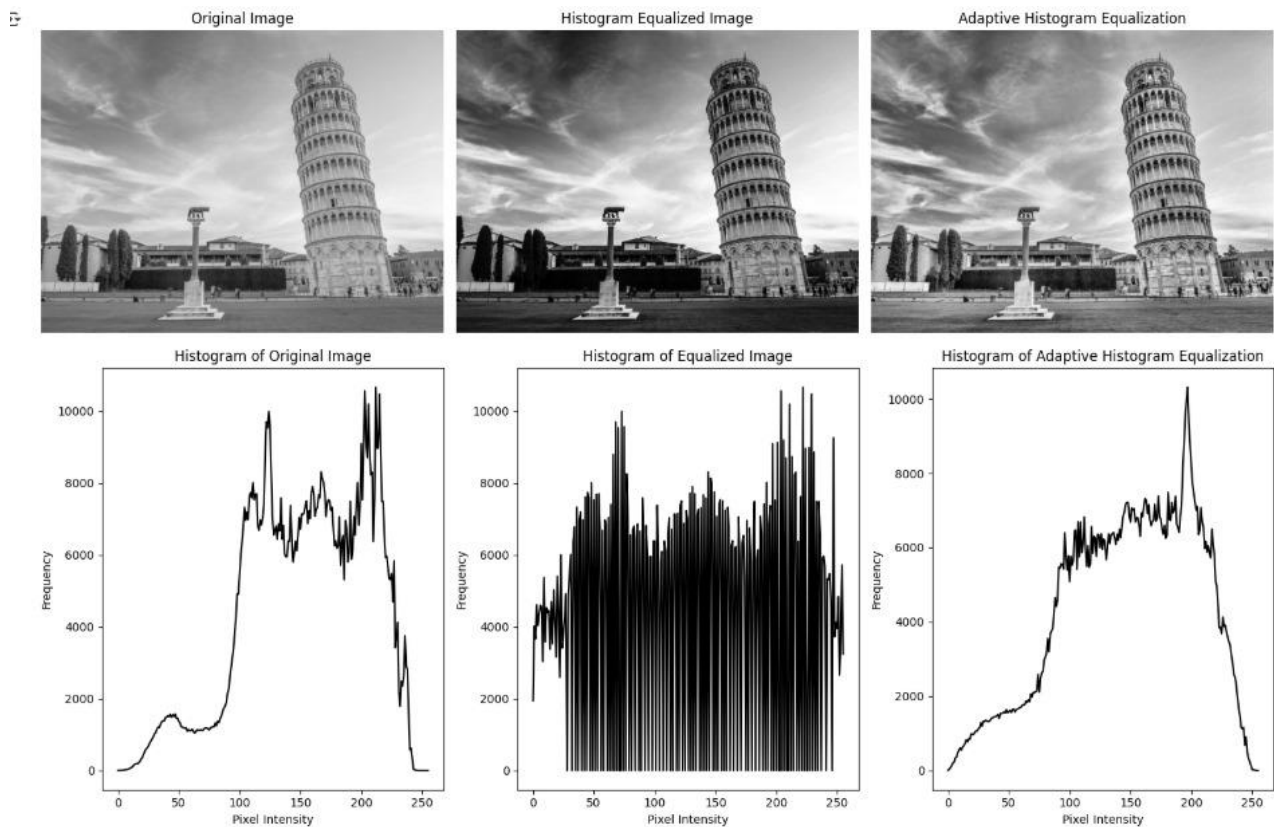 Original Image
Histogram Equalized Image
Adaptive Histogram Equalization
Histogram of Original Image
Histogram of Equalized Image
Histogram of Adaptive Histogram Equalization
Frequency
10000
8000
6000
4000
2000
0
0 50 100 150 200 250
Pixel Intensity
Frequency
10000
8000
6000
4000
2000
0
0 50 100 150 200 250
Pixel Intensity
Frequency
10000
8000
6000
4000
2000
0
0 50 100 150 200 250
Pixel Intensity